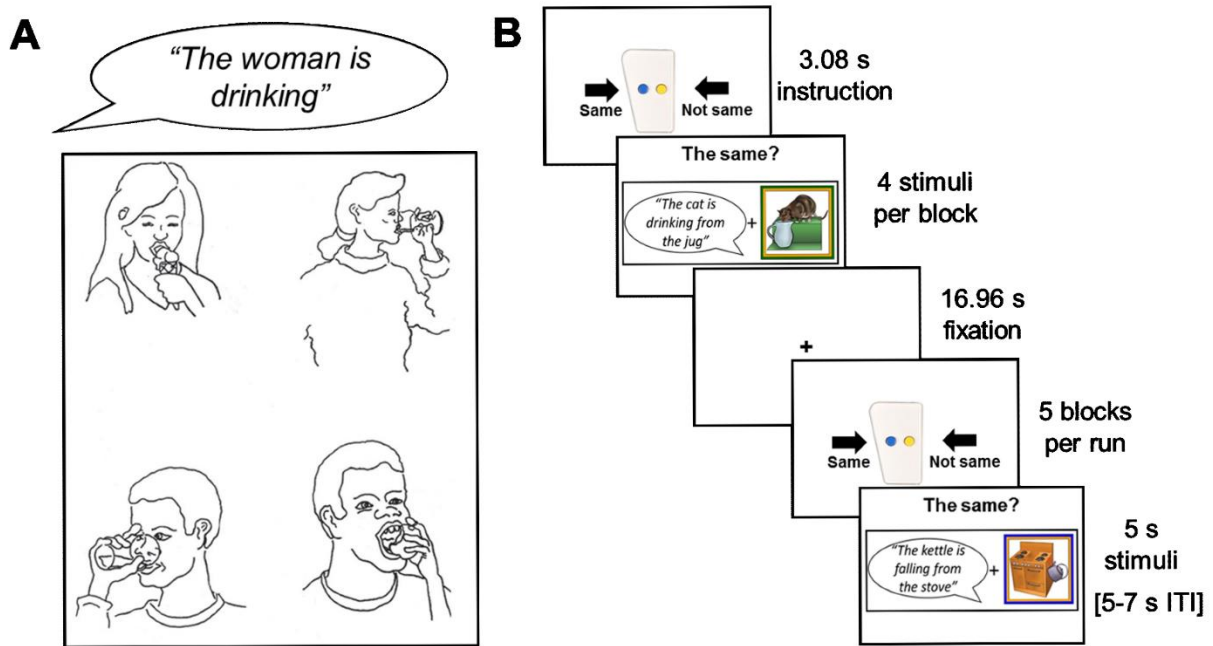 A
"The woman is
drinking"
B
Same
Not same
3.08 s
instruction
The same?
"The cat is
drinking from
the jug"
+
4 stimuli
per block
+
16.96 s
fixation
Same
Not same
5 blocks
per run
The same?
"The kettle is
falling from
the stove"
+
5 s
stimuli
[5-7 s ITI]